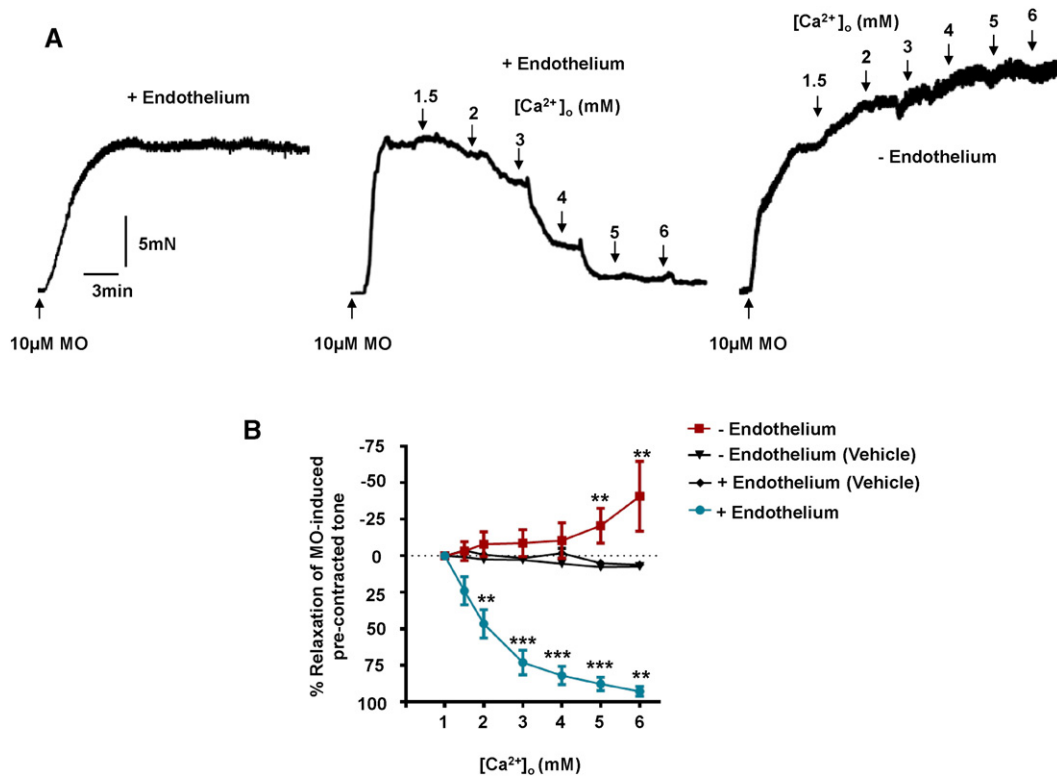 A
+ Endothelium
5mN
3min
10µM MO
+ Endothelium
[Ca²⁺]ₒ (mM)
1.5
2
3
4
5
6
10µM MO
[Ca²⁺]ₒ (mM)
1.5
2
3
4
5
6
- Endothelium
10µM MO
B
% Relaxation of MO-induced
pre-contracted tone
-75
-50
-25
0
25
50
75
100
**
**
**
***
***
***
**
1 2 3 4 5 6
[Ca²⁺]ₒ (mM)
- Endothelium
- Endothelium (Vehicle)
+ Endothelium (Vehicle)
+ Endothelium